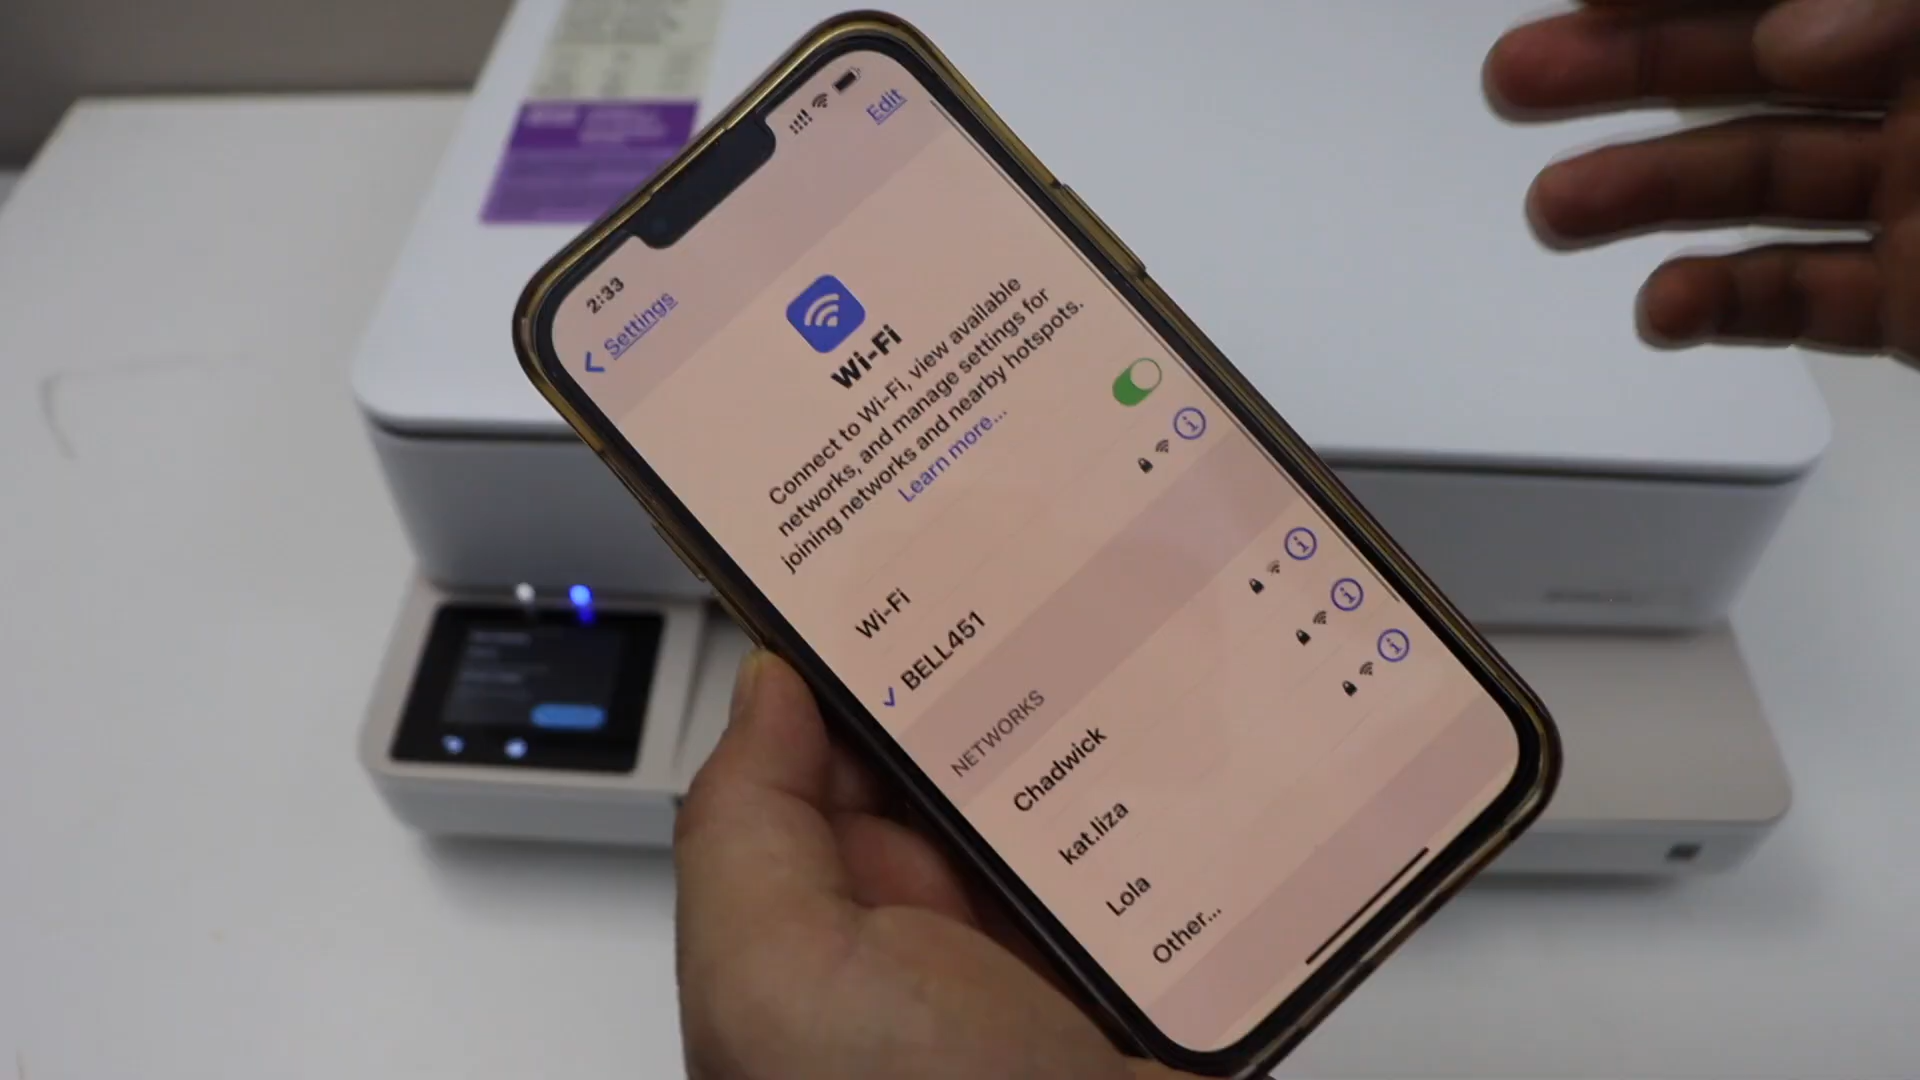 2:33
Edit
Settings
Wi-Fi
Connect to Wi-Fi, view available
networks, and manage settings for
joining networks and nearby hotspots.
Learn more...
Wi-Fi
BELL451
NETWORKS
Chadwick
kat.liza
Lola
Other...